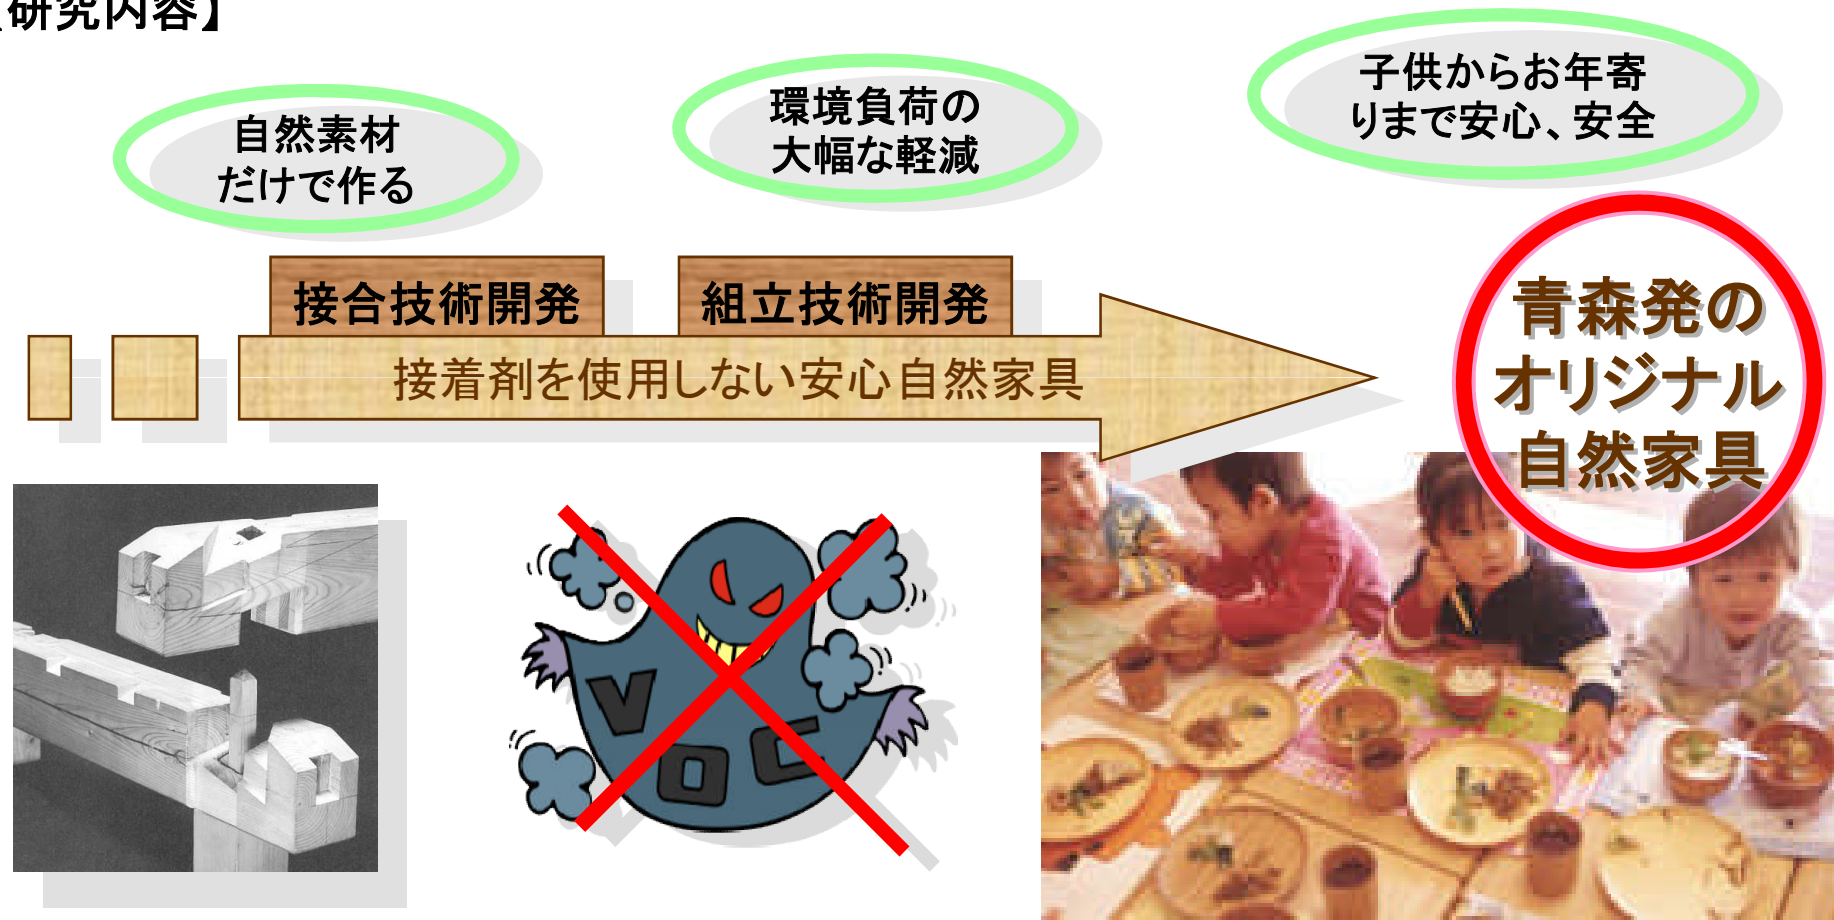 【研究内容】
自然素材
だけで作る
環境負荷の
大幅な軽減
子供からお年寄
りまで安心、安全
接合技術開発
組立技術開発
接着剤を使用しない安心自然家具
青森発の
オリジナル
自然家具
VOC